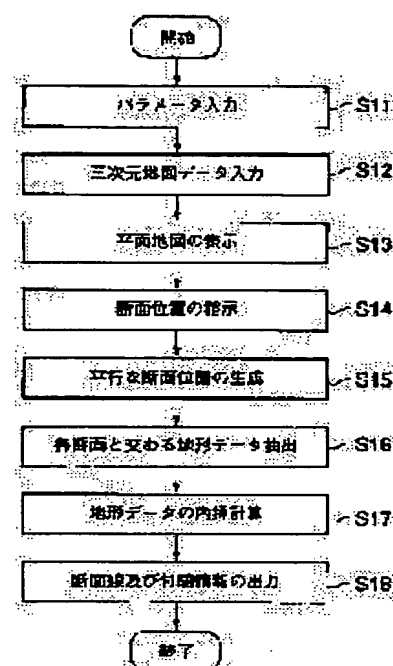 開始
パラメータ入力
S11
三次元地図データ入力
S12
平面地図の表示
S13
断面位置の指示
S14
平行な断面位置の生成
S15
各断面と交わる地形データ抽出
S16
地形データの内挿計算
S17
断面線及び付随情報の出力
S18
終了